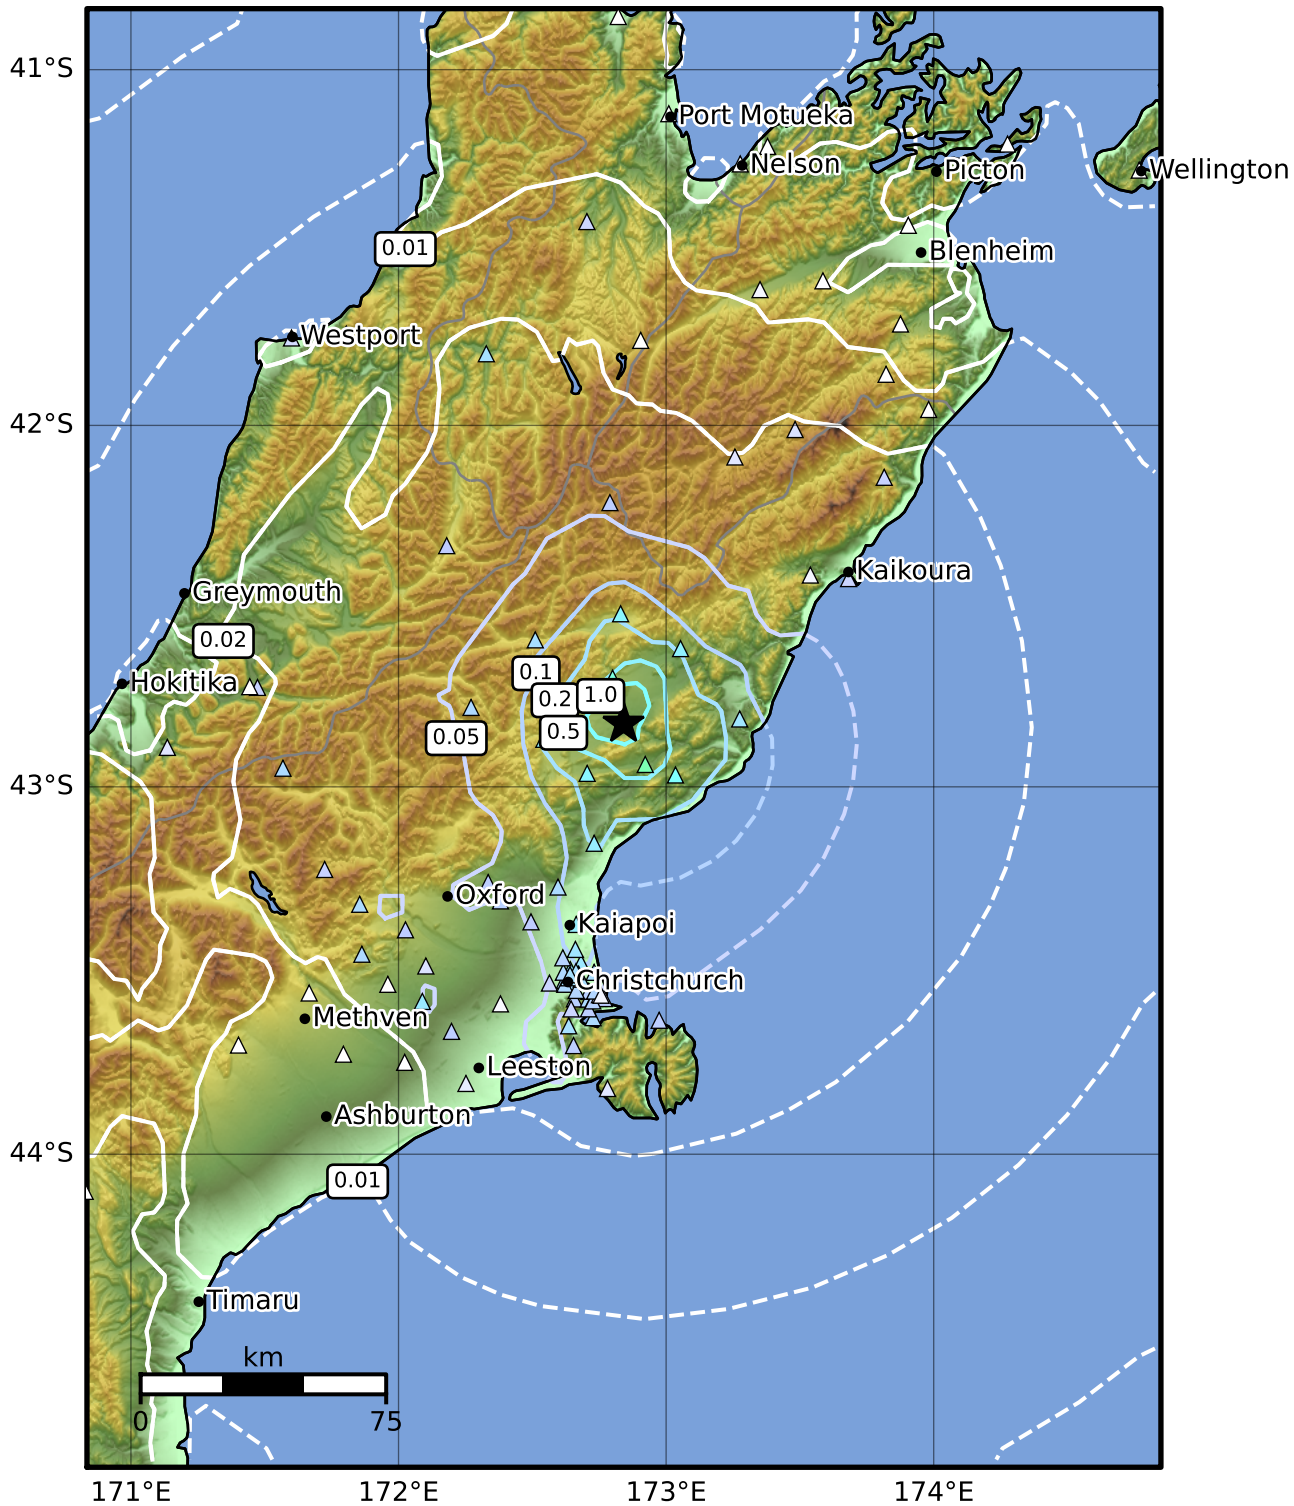 41°S
Port Motueka
Nelson
Picton
Wellington
0.01
Blenheim
Westport
42°S
Kaikoura
Greymouth
0.02
Hokitika
0.1
0.2
1.0
0.5
0.05
43°S
Oxford
Kaiapoi
Christchurch
Methven
Leeston
Ashburton
44°S
0.01
Timaru
km
0 75
171°E 172°E 173°E 174°E